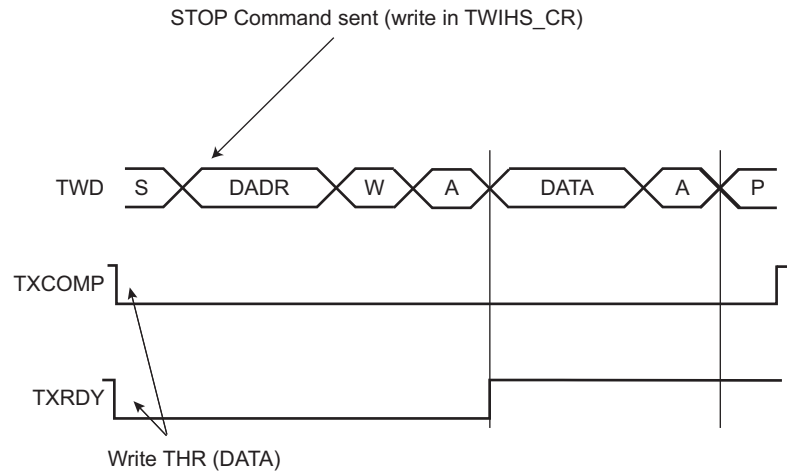 STOP Command sent (write in TWIHS_CR)
TWD S DADR W A DATA A P
TXCOMP
TXRDY
Write THR (DATA)